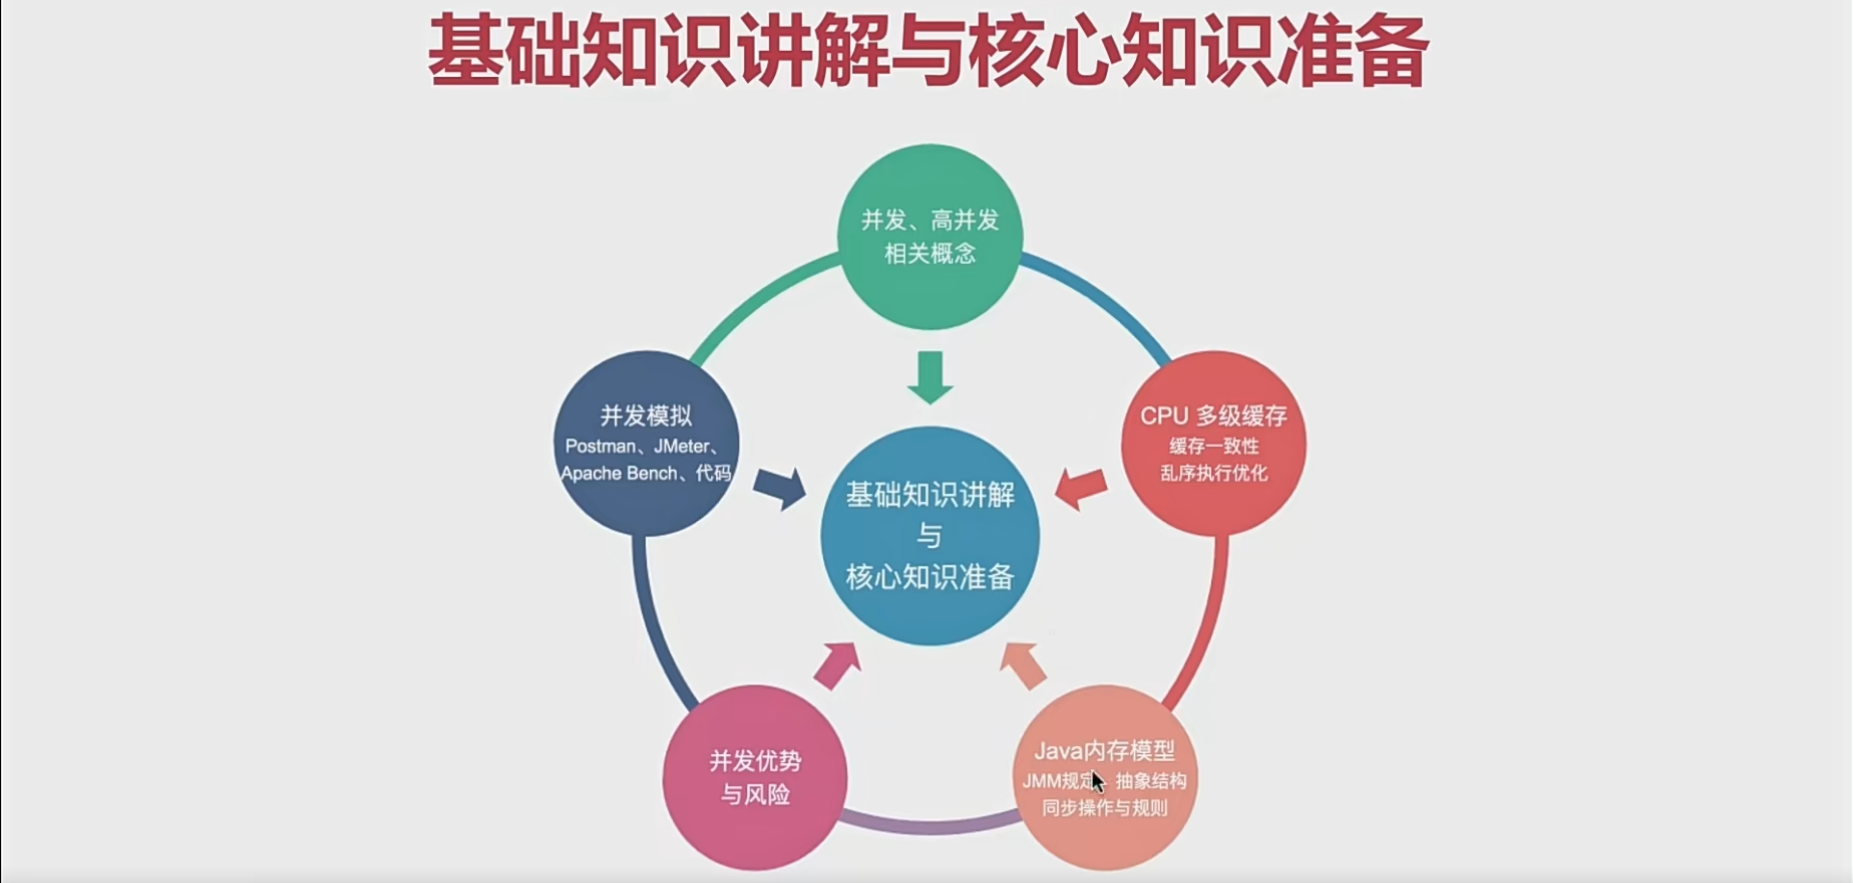 基础知识讲解与核心知识准备
并发、高并发
相关概念
CPU 多级缓存
缓存一致性
乱序执行优化
Java内存模型
JMM规定 抽象结构
同步操作与规则
并发优势
与风险
并发模拟
Postman、JMeter、
Apache Bench、代码
基础知识讲解
与
核心知识准备